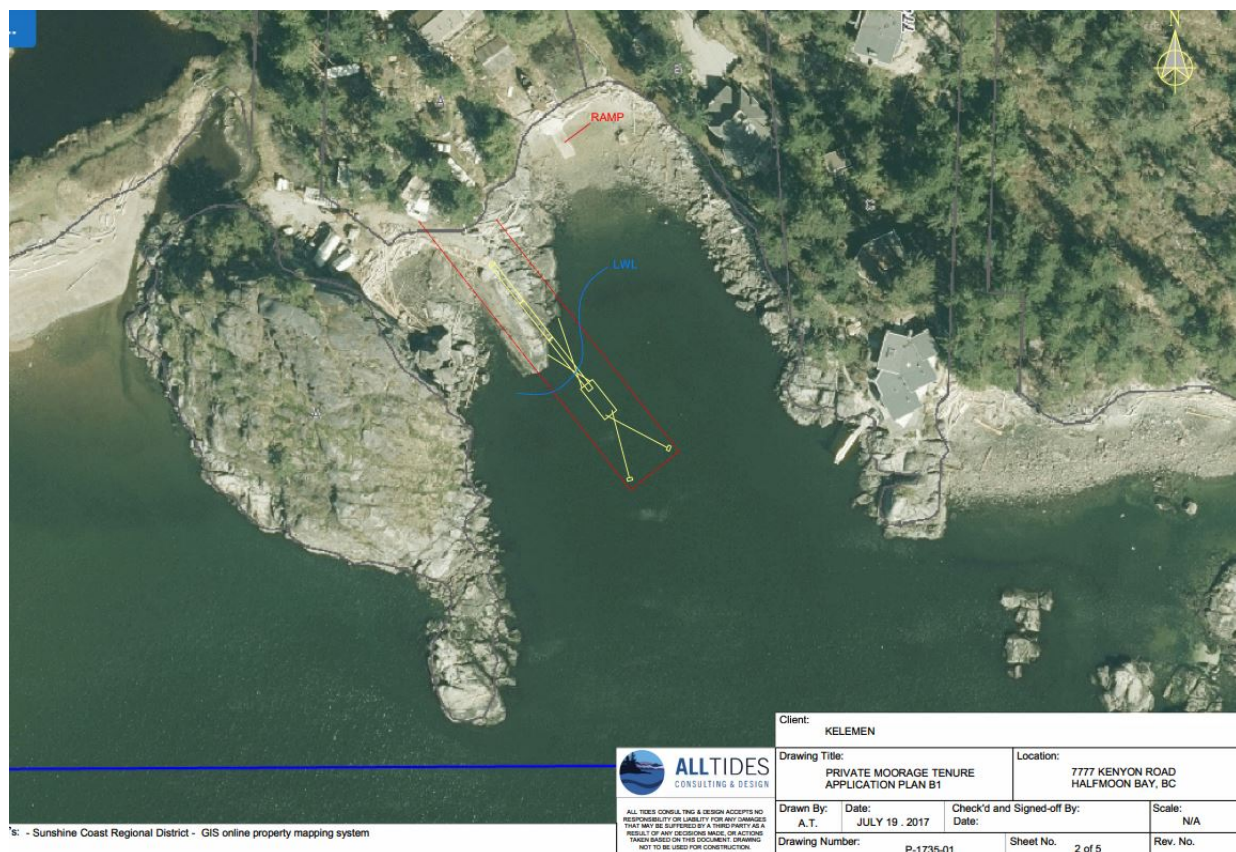 N
RAMP
LWL
Client:
KELEMEN
ALLTIDES
CONSULTING & DESIGN
Drawing Title:
PRIVATE MOORAGE TENURE
APPLICATION PLAN B1
Location:
7777 KENYON ROAD
HALFMOON BAY, BC
ALL TIDES CONSULTING & DESIGN ACCEPTS NO
RESPONSIBILITY OR LIABILITY FOR ANY DAMAGES
THAT MAY BE SUFFERED BY A THIRD PARTY AS A
RESULT OF ANY DECISIONS MADE, OR ACTIONS
TAKEN BASED ON THIS DOCUMENT. DRAWING
NOT TO BE USED FOR CONSTRUCTION.
Drawn By:
A.T.
Date:
JULY 19 . 2017
Check'd and Signed-off By:
Date:
Scale:
N/A
Drawing Number:
P-1735-01
Sheet No.
2 of 5
Rev. No.
's: - Sunshine Coast Regional District - GIS online property mapping system